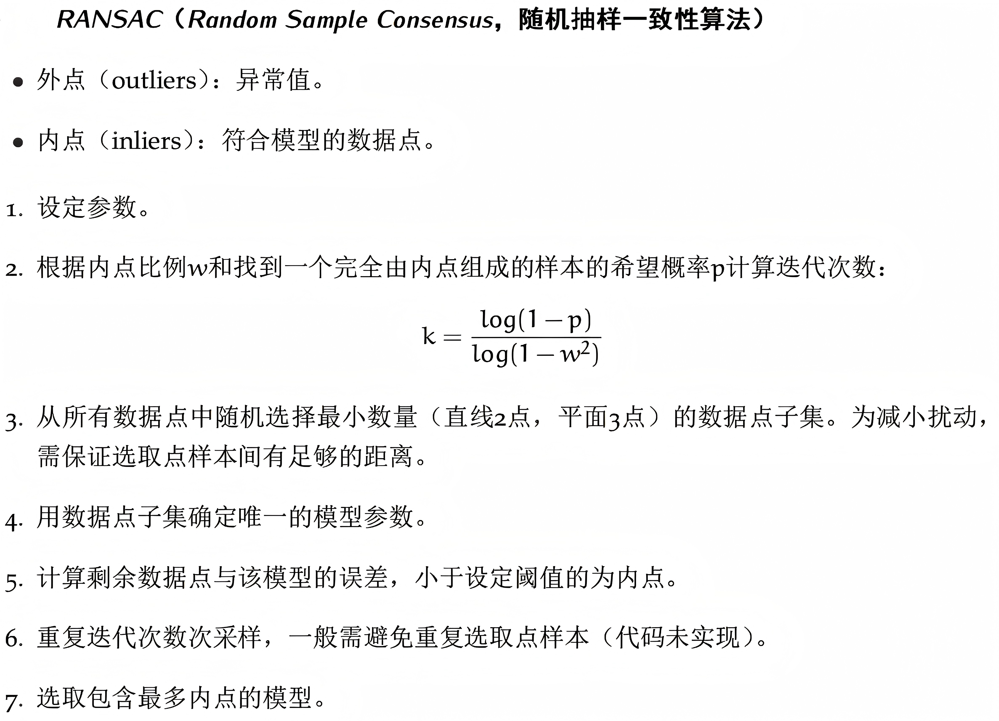 RANSAC（Random Sample Consensus，随机抽样一致性算法）
• 外点（outliers）：异常值。
• 内点（inliers）：符合模型的数据点。
1. 设定参数。
2. 根据内点比例w和找到一个完全由内点组成的样本的希望概率p计算迭代次数：
k = log(1 − p) / log(1 − w²)
3. 从所有数据点中随机选择最小数量（直线2点，平面3点）的数据点子集。为减小扰动，
需保证选取点样本间有足够的距离。
4. 用数据点子集确定唯一的模型参数。
5. 计算剩余数据点与该模型的误差，小于设定阈值的为内点。
6. 重复迭代次数次采样，一般需避免重复选取点样本（代码未实现）。
7. 选取包含最多内点的模型。